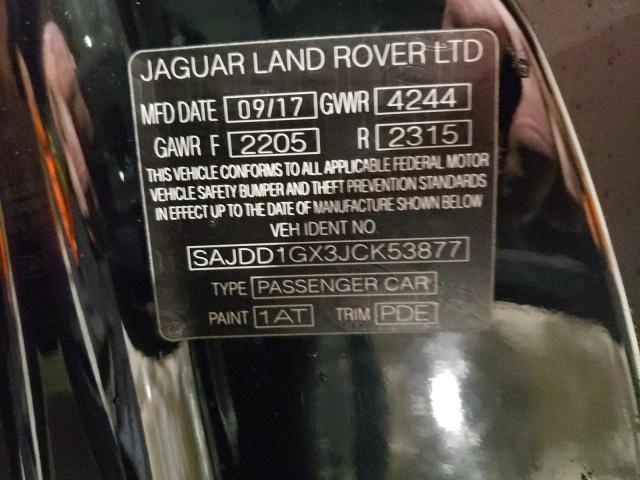 JAGUAR LAND ROVER LTD
MFD DATE 09/17 GVWR 4244
GAWR F 2205 R 2315
THIS VEHICLE CONFORMS TO ALL APPLICABLE FEDERAL MOTOR
VEHICLE SAFETY BUMPER AND THEFT PREVENTION STANDARDS
IN EFFECT UP TO THE DATE OF MANUFACTURE SHOWN BELOW
VEH IDENT NO.
SAJDD1GX3JCK53877
TYPE PASSENGER CAR
PAINT 1AT TRIM PDE